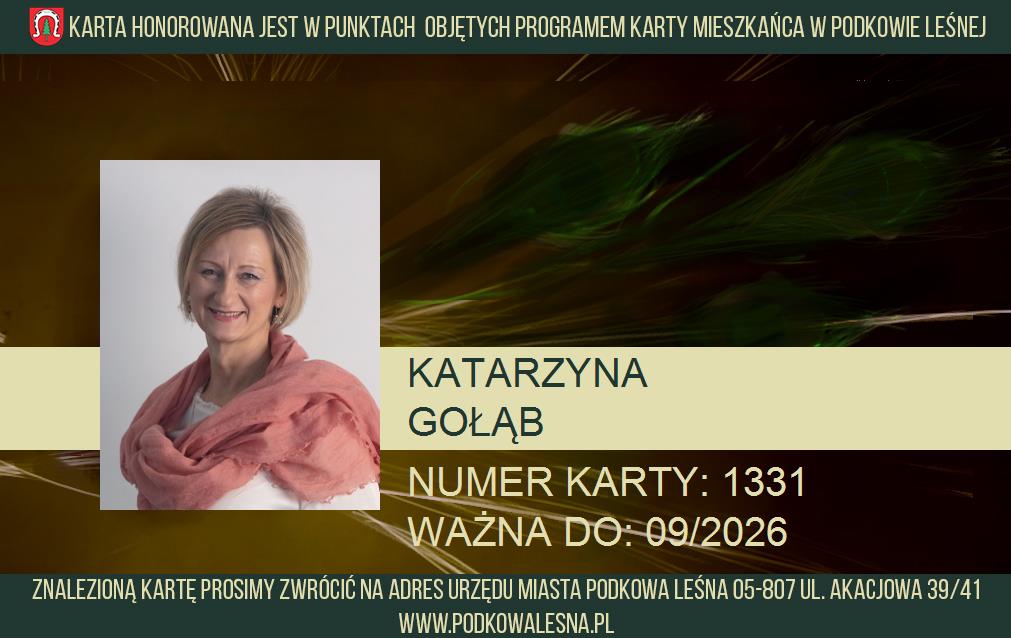 KARTA HONOROWANA JEST W PUNKTACH OBJĘTYCH PROGRAMEM KARTY MIESZKAŃCA W PODKOWIE LEŚNEJ
KATARZYNA
GOŁĄB
NUMER KARTY: 1331
WAŻNA DO: 09/2026
ZNALEZIONĄ KARTĘ PROSIMY ZWRÓCIĆ NA ADRES URZĘDU MIASTA PODKOWA LEŚNA 05-807 UL. AKACJOWA 39/41
WWW.PODKOWALESNA.PL